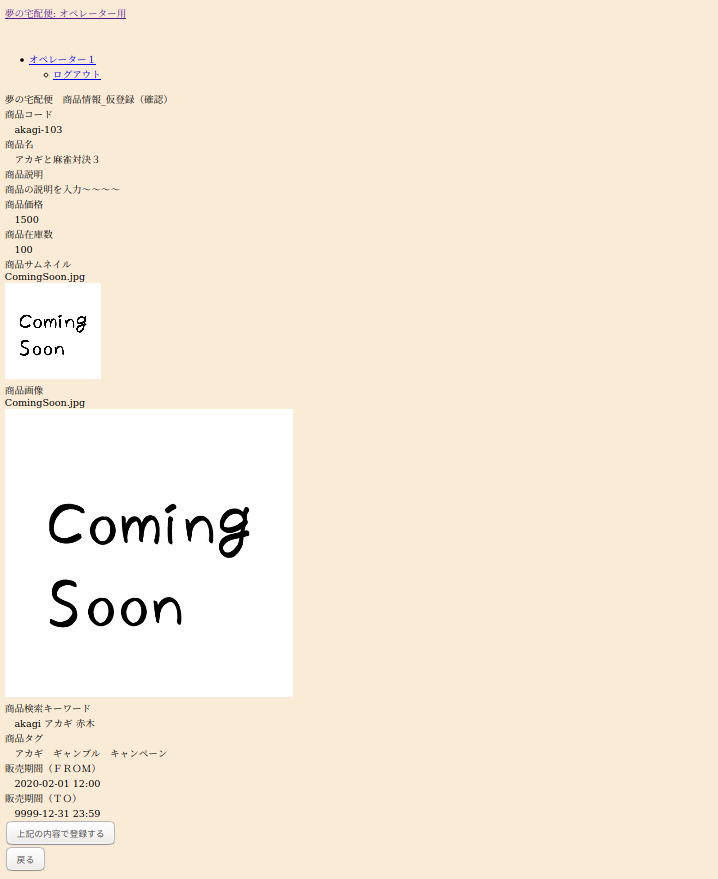 夢の宅配便: オペレーター用
オペレーター１
ログアウト
夢の宅配便　商品情報_仮登録（確認）
商品コード
akagi-103
商品名
アカギと麻雀対決３
商品説明
商品の説明を入力～～～～
商品価格
1500
商品在庫数
100
商品サムネイル
ComingSoon.jpg
Coming
Soon
商品画像
ComingSoon.jpg
Coming
Soon
商品検索キーワード
akagi アカギ 赤木
商品タグ
アカギ　ギャンブル　キャンペーン
販売期間（ＦＲＯＭ）
2020-02-01 12:00
販売期間（ＴＯ）
9999-12-31 23:59
上記の内容で登録する
戻る